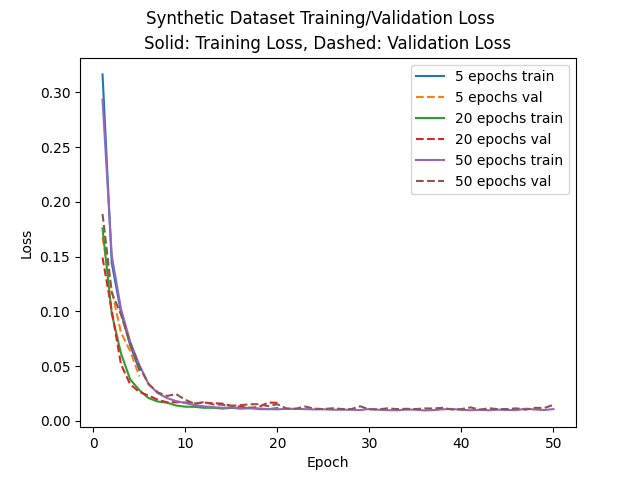 Synthetic Dataset Training/Validation Loss
Solid: Training Loss, Dashed: Validation Loss
5 epochs train
5 epochs val
20 epochs train
20 epochs val
50 epochs train
50 epochs val
Loss
0.30
0.25
0.20
0.15
0.10
0.05
0.00
0 10 20 30 40 50
Epoch